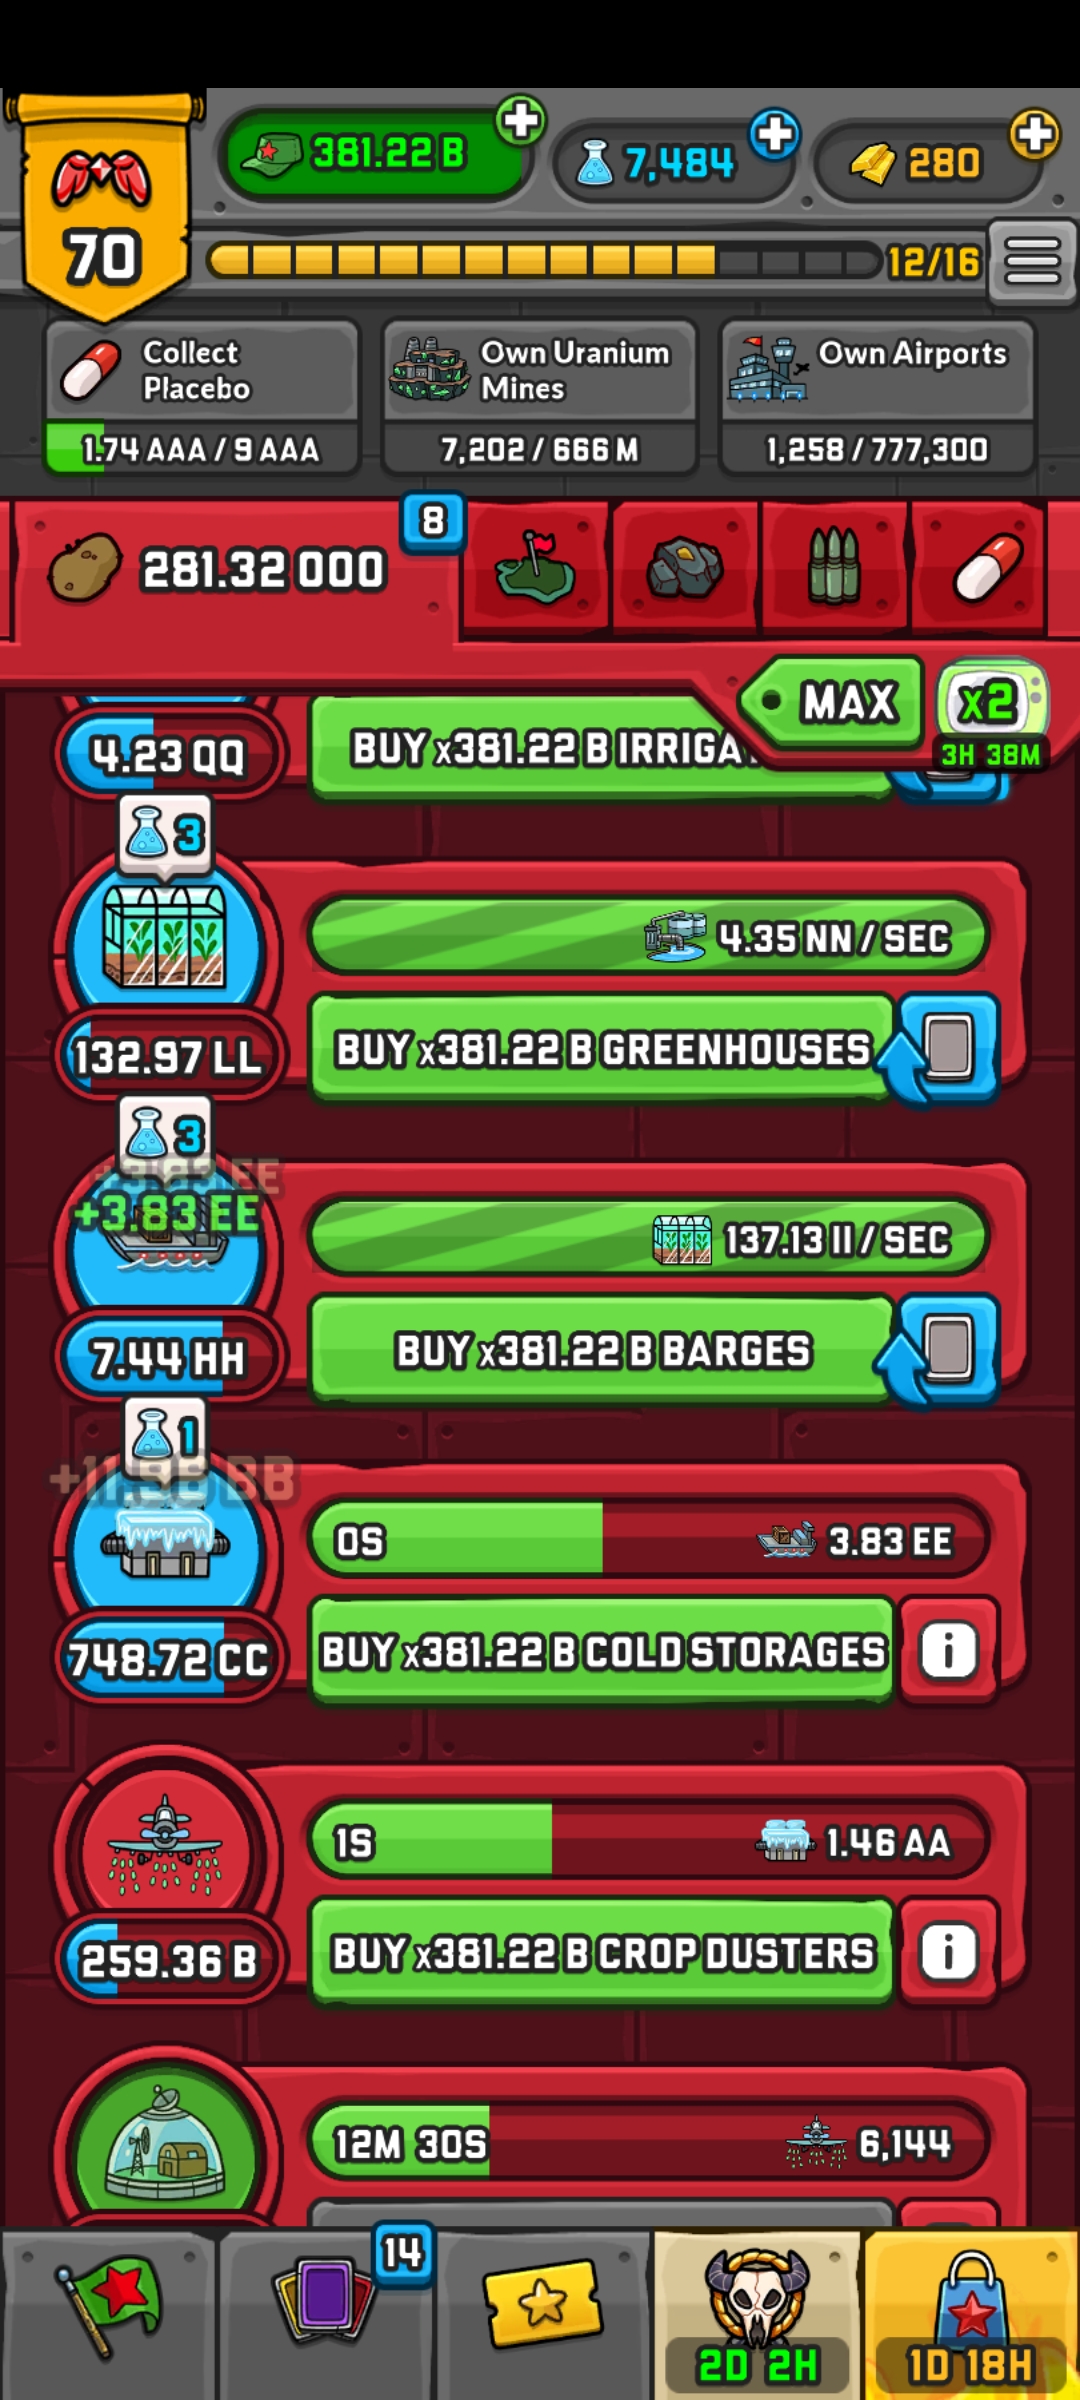 381.22 B
7,484
280
70
12/16
Collect
Placebo
Own Uranium
Mines
Own Airports
1.74 AAA / 9 AAA
7,202 / 666 M
1,258 / 777,300
8
281.32 OOO
MAX
x2
3H 38M
4.23 QQ
BUY x381.22 B IRRIGA
3
4.35 NN / SEC
132.97 LL
BUY x381.22 B GREENHOUSES
3
+3.83 EE
+3.83 EE
137.13 II / SEC
7.44 HH
BUY x381.22 B BARGES
1
0S
3.83 EE
748.72 CC
BUY x381.22 B COLD STORAGES
i
1S
1.46 AA
259.36 B
BUY x381.22 B CROP DUSTERS
i
12M 30S
6,144
14
2D 2H
1D 18H